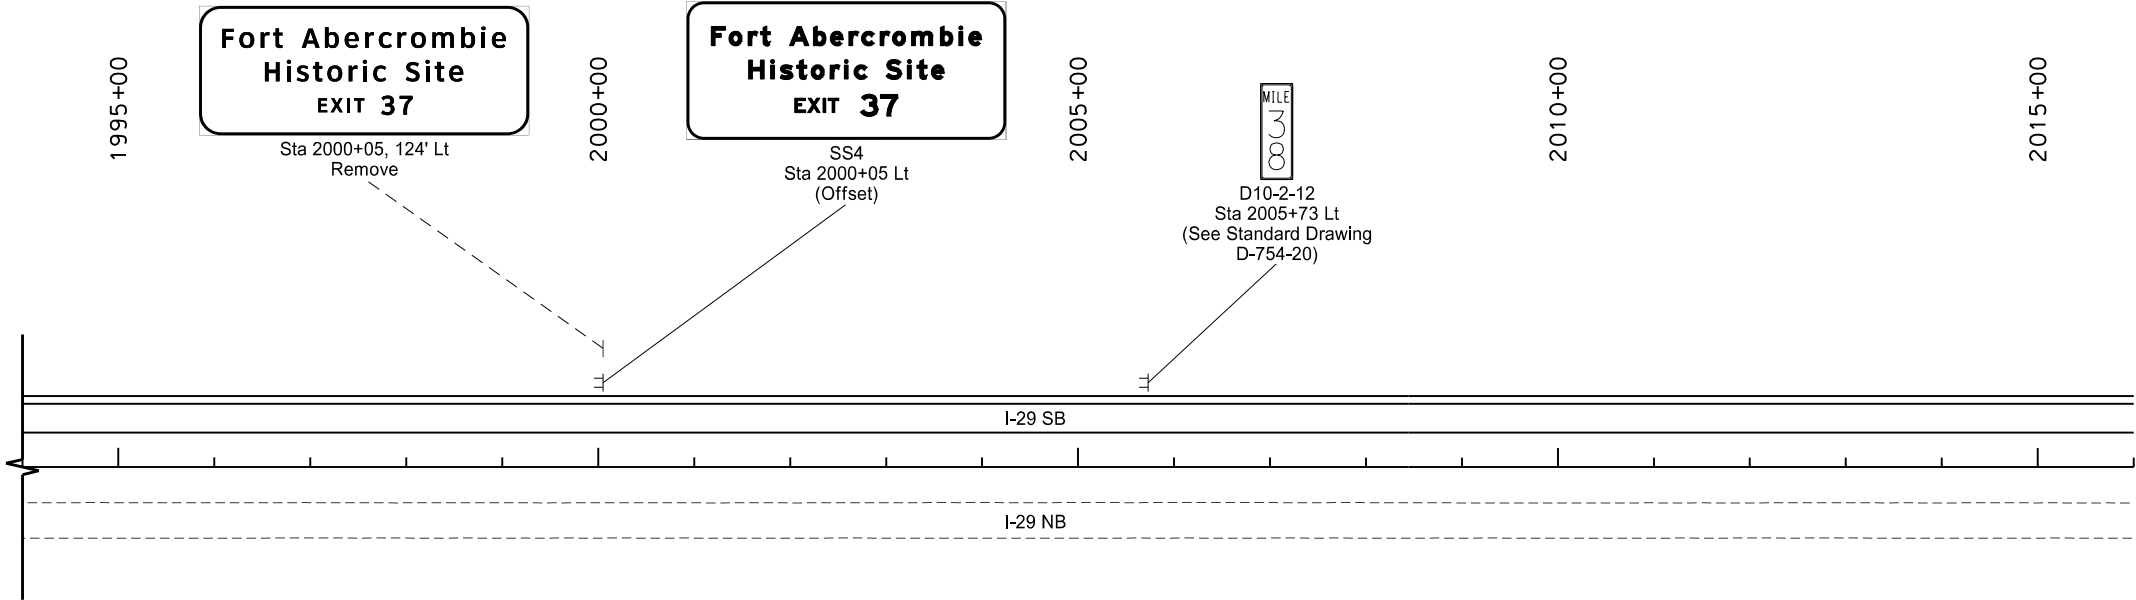 1995+00
Fort Abercrombie
Historic Site
EXIT 37
Sta 2000+05, 124' Lt
Remove
2000+00
Fort Abercrombie
Historic Site
EXIT 37
SS4
Sta 2000+05 Lt
(Offset)
2005+00
MILE
3
8
D10-2-12
Sta 2005+73 Lt
(See Standard Drawing
D-754-20)
2010+00
2015+00
I-29 SB
I-29 NB